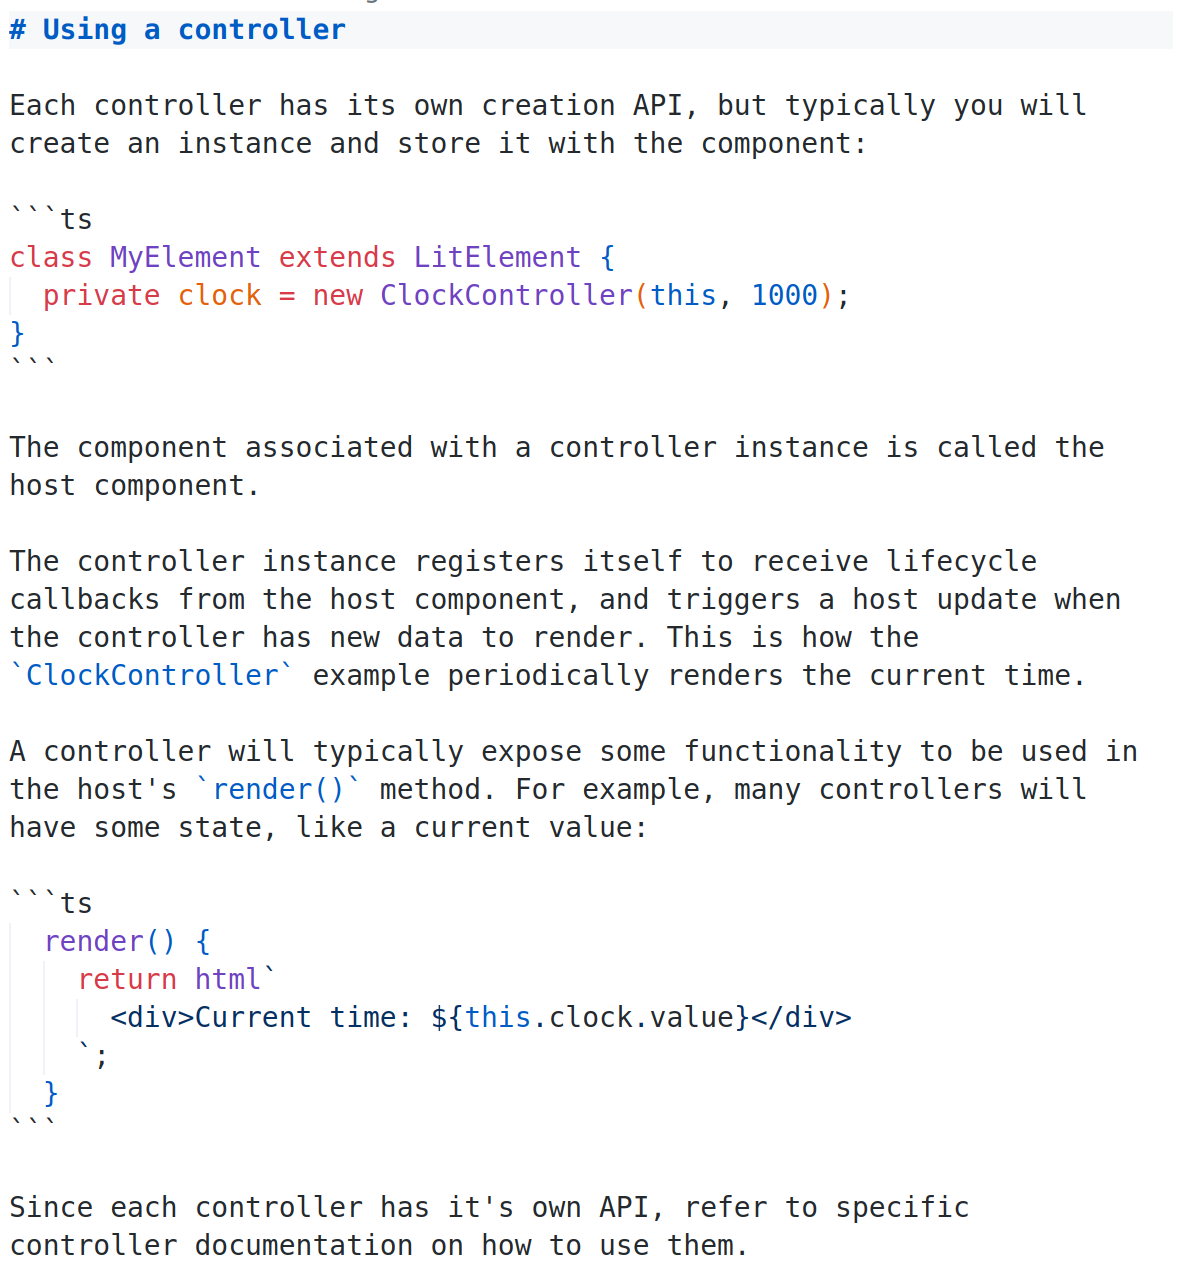 # Using a controller
Each controller has its own creation API, but typically you will
create an instance and store it with the component:
```ts
class MyElement extends LitElement {
  private clock = new ClockController(this, 1000);
}
```
The component associated with a controller instance is called the
host component.
The controller instance registers itself to receive lifecycle
callbacks from the host component, and triggers a host update when
the controller has new data to render. This is how the
`ClockController` example periodically renders the current time.
A controller will typically expose some functionality to be used in
the host's `render()` method. For example, many controllers will
have some state, like a current value:
```ts
  render() {
    return html`
      <div>Current time: ${this.clock.value}</div>
    `;
  }
```
Since each controller has it's own API, refer to specific
controller documentation on how to use them.